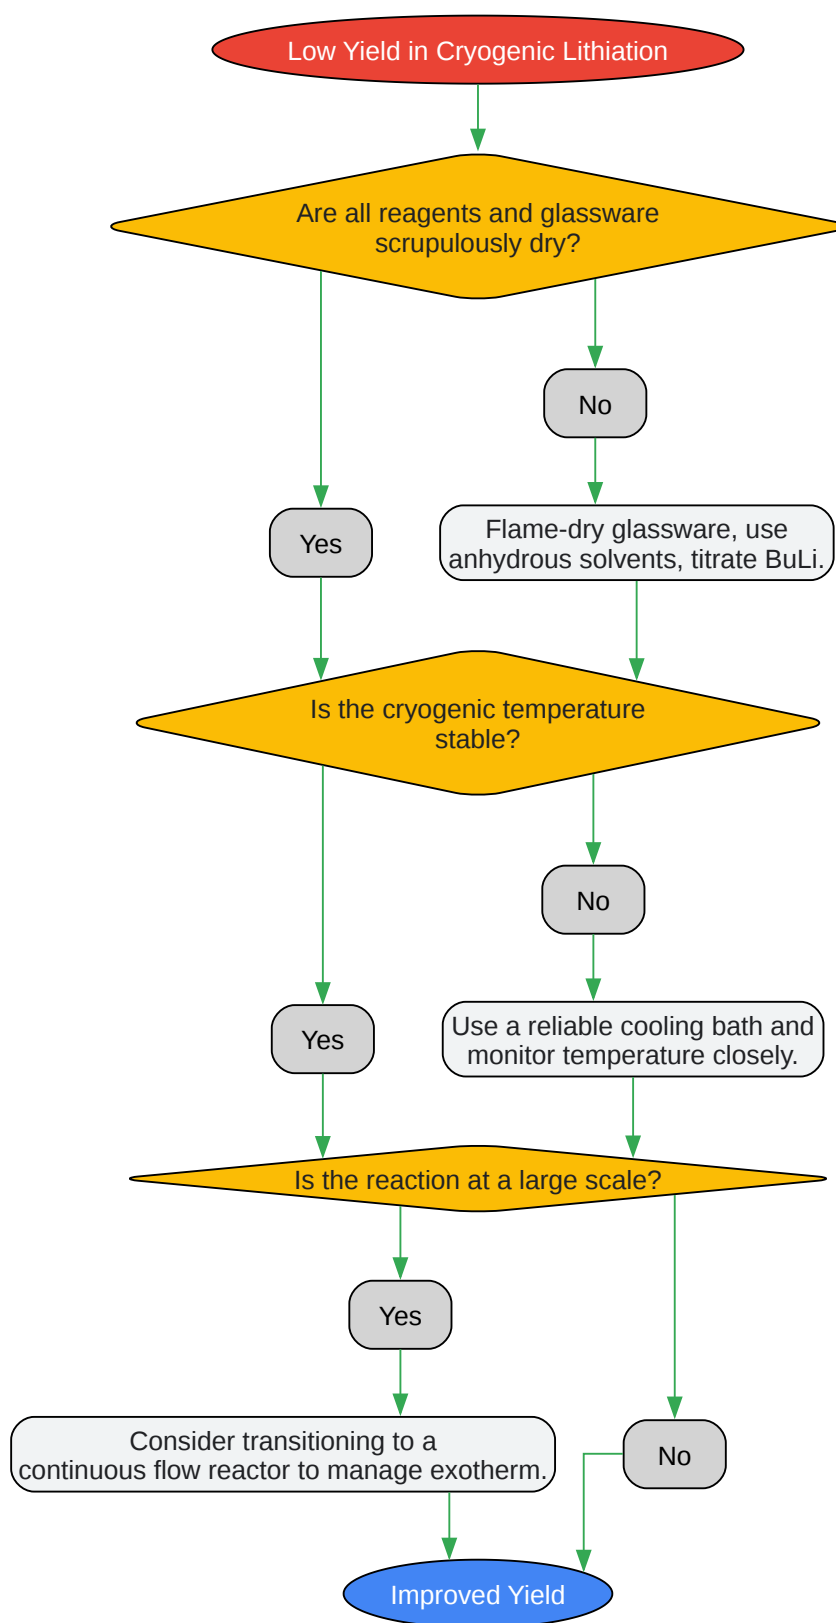 Low Yield in Cryogenic Lithiation
Are all reagents and glassware
scrupulously dry?
No
Yes
Flame-dry glassware, use
anhydrous solvents, titrate BuLi.
Is the cryogenic temperature
stable?
No
Yes
Use a reliable cooling bath and
monitor temperature closely.
Is the reaction at a large scale?
Yes
Consider transitioning to a
continuous flow reactor to manage exotherm.
No
Improved Yield